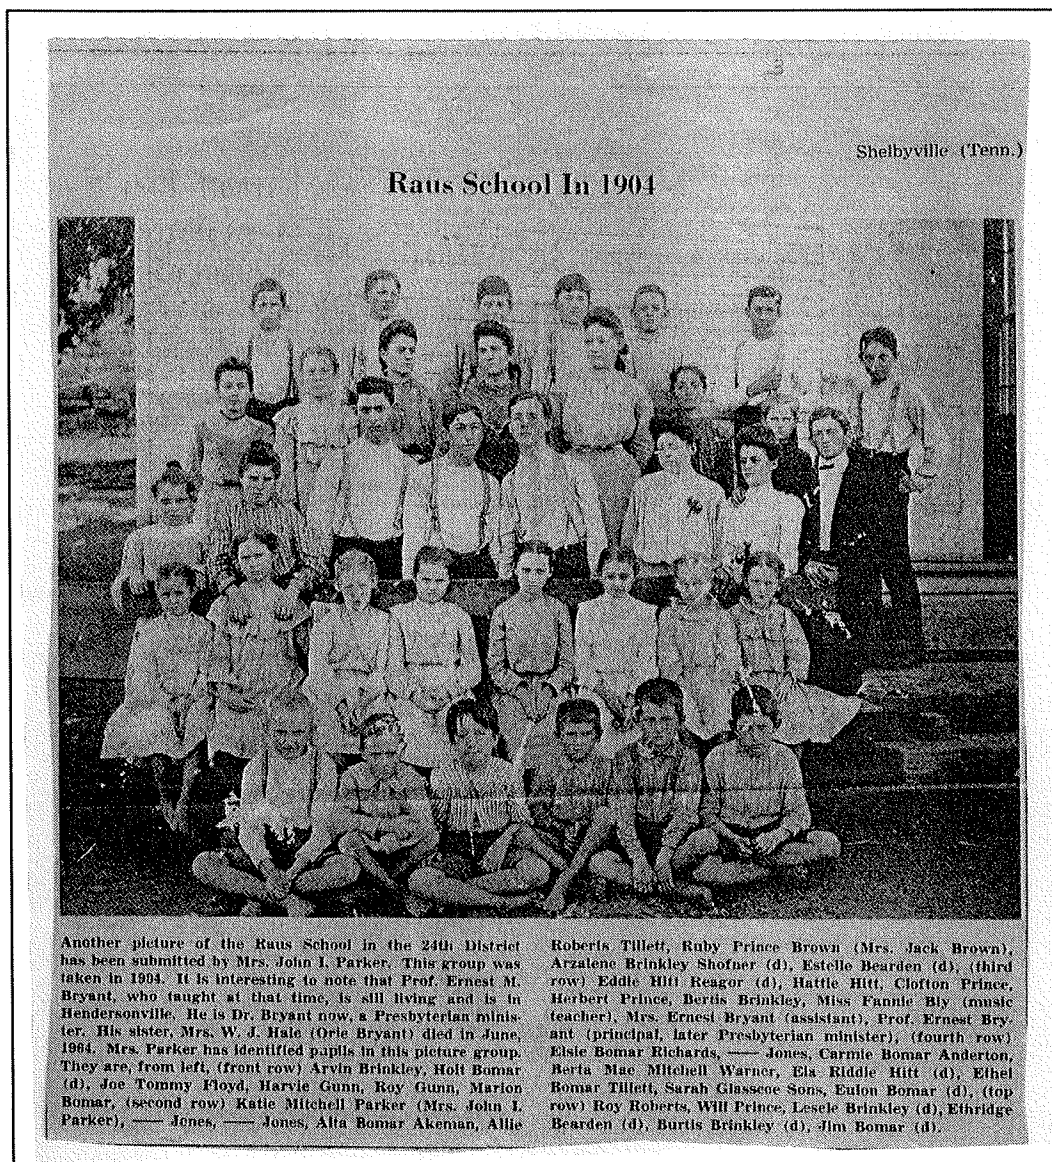 Shelbyville (Tenn.)
Raus School In 1904
Another picture of the Raus School in the 24th District
has been submitted by Mrs. John I. Parker. This group was
taken in 1904. It is interesting to note that Prof. Ernest M.
Bryant, who taught at that time, is still living and is in
Hendersonville. He is Dr. Bryant now, a Presbyterian minis-
ter. His sister, Mrs. W. J. Hale (Orie Bryant) died in June,
1964. Mrs. Parker has identified pupils in this picture group.
They are, from left, (front row) Arvin Brinkley, Holt Bomar
(d), Joe Tommy Floyd, Harvie Gunn, Roy Gunn, Marion
Bomar, (second row) Katie Mitchell Parker (Mrs. John I.
Parker), —— Jones, —— Jones, Alta Bomar Akeman, Allie
Roberts Tillett, Ruby Prince Brown (Mrs. Jack Brown),
Arzalene Brinkley Shofner (d), Estelle Bearden (d), (third
row) Eddie Hitt Reagor (d), Hattie Hitt, Clofton Prince,
Herbert Prince, Bertis Brinkley, Miss Fannie Bly (music
teacher), Mrs. Ernest Bryant (assistant), Prof. Ernest Bry-
ant (principal, later Presbyterian minister), (fourth row)
Elsie Bomar Richards, —— Jones, Carmie Bomar Anderton,
Berta Mae Mitchell Warner, Ela Riddle Hitt (d), Ethel
Bomar Tillett, Sarah Glasscoe Sons, Eulon Bomar (d), (top
row) Roy Roberts, Will Prince, Lesele Brinkley (d), Ethridge
Bearden (d), Burtis Brinkley (d), Jim Bomar (d).